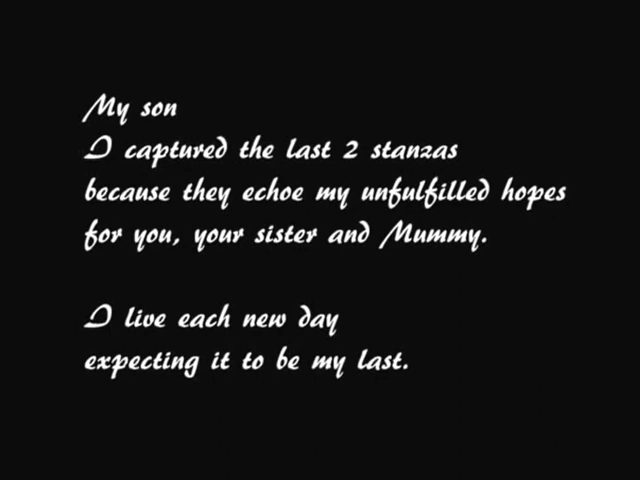 My son
I captured the last 2 stanzas
because they echoe my unfulfilled hopes
for you, your sister and Mummy.
I live each new day
expecting it to be my last.